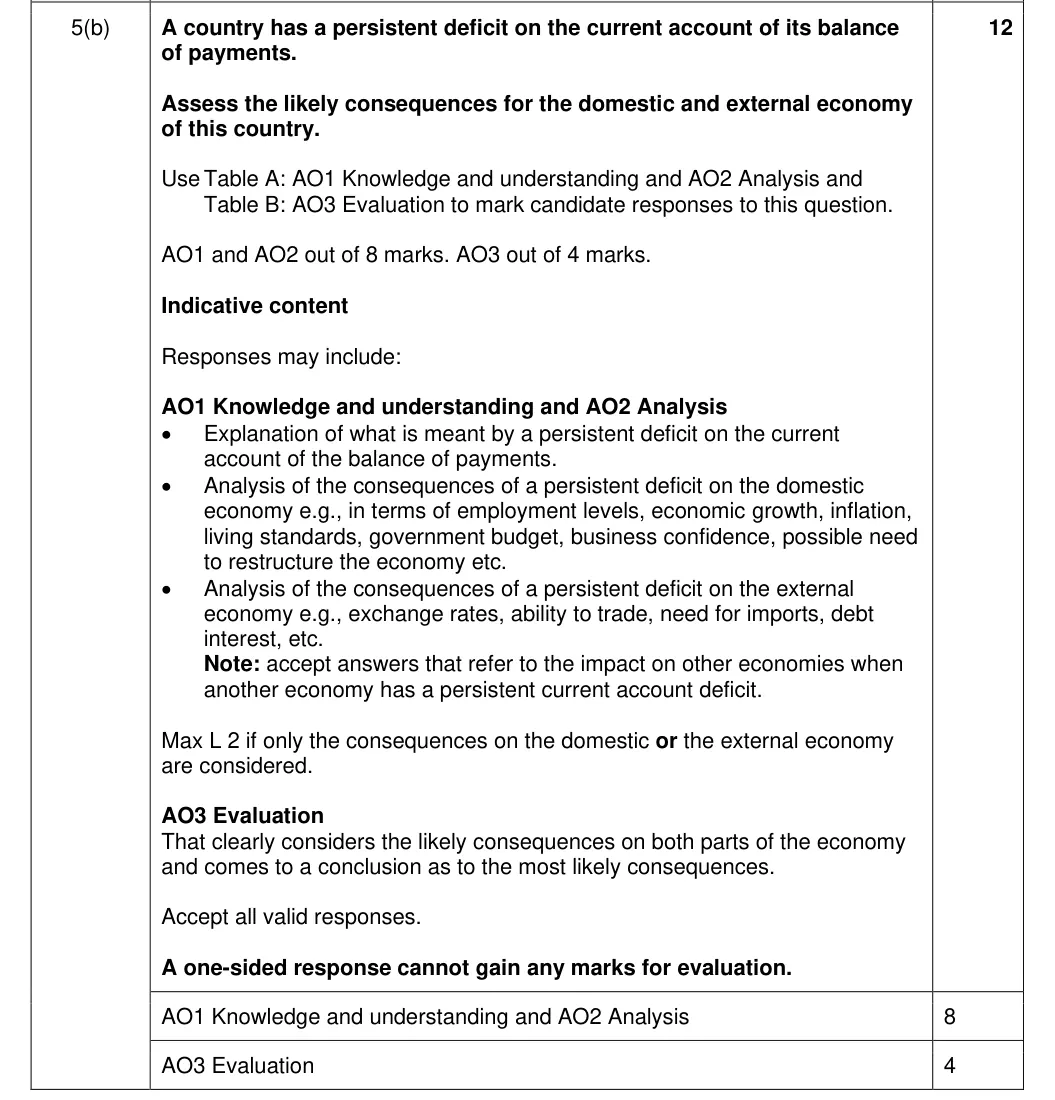 5(b) A country has a persistent deficit on the current account of its balance 12
of payments.
Assess the likely consequences for the domestic and external economy
of this country.
Use Table A: AO1 Knowledge and understanding and AO2 Analysis and
Table B: AO3 Evaluation to mark candidate responses to this question.
AO1 and AO2 out of 8 marks. AO3 out of 4 marks.
Indicative content
Responses may include:
AO1 Knowledge and understanding and AO2 Analysis
• Explanation of what is meant by a persistent deficit on the current
account of the balance of payments.
• Analysis of the consequences of a persistent deficit on the domestic
economy e.g., in terms of employment levels, economic growth, inflation,
living standards, government budget, business confidence, possible need
to restructure the economy etc.
• Analysis of the consequences of a persistent deficit on the external
economy e.g., exchange rates, ability to trade, need for imports, debt
interest, etc.
Note: accept answers that refer to the impact on other economies when
another economy has a persistent current account deficit.
Max L 2 if only the consequences on the domestic or the external economy
are considered.
AO3 Evaluation
That clearly considers the likely consequences on both parts of the economy
and comes to a conclusion as to the most likely consequences.
Accept all valid responses.
A one-sided response cannot gain any marks for evaluation.
AO1 Knowledge and understanding and AO2 Analysis 8
AO3 Evaluation 4